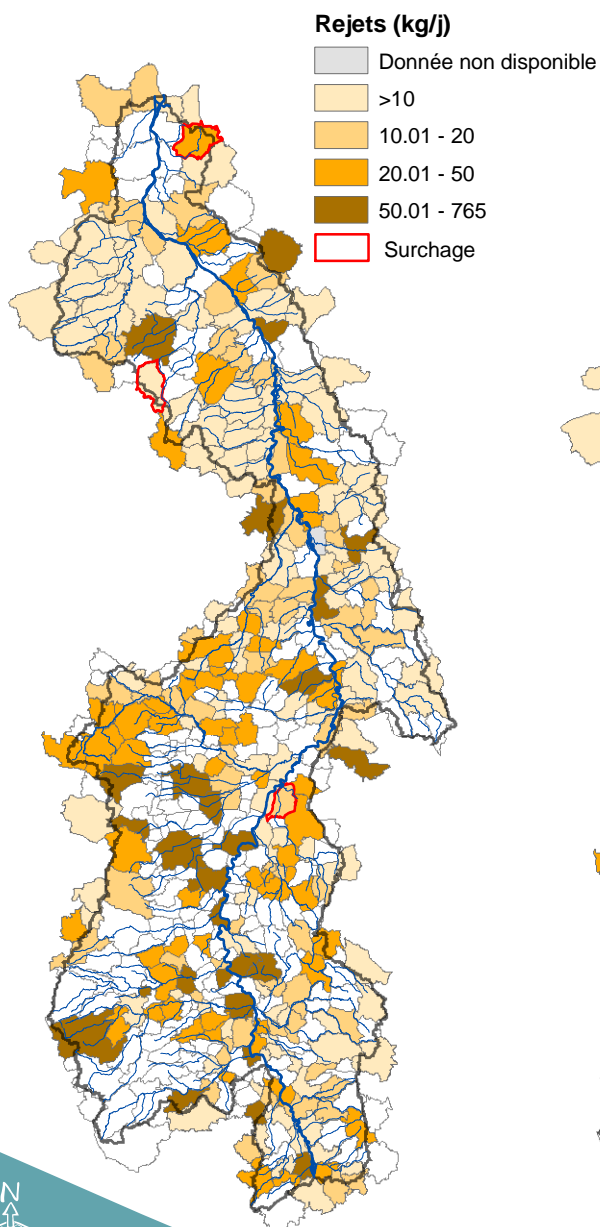 Rejets (kg/j)
Donnée non disponible
>10
10.01 - 20
20.01 - 50
50.01 - 765
Surchage
N